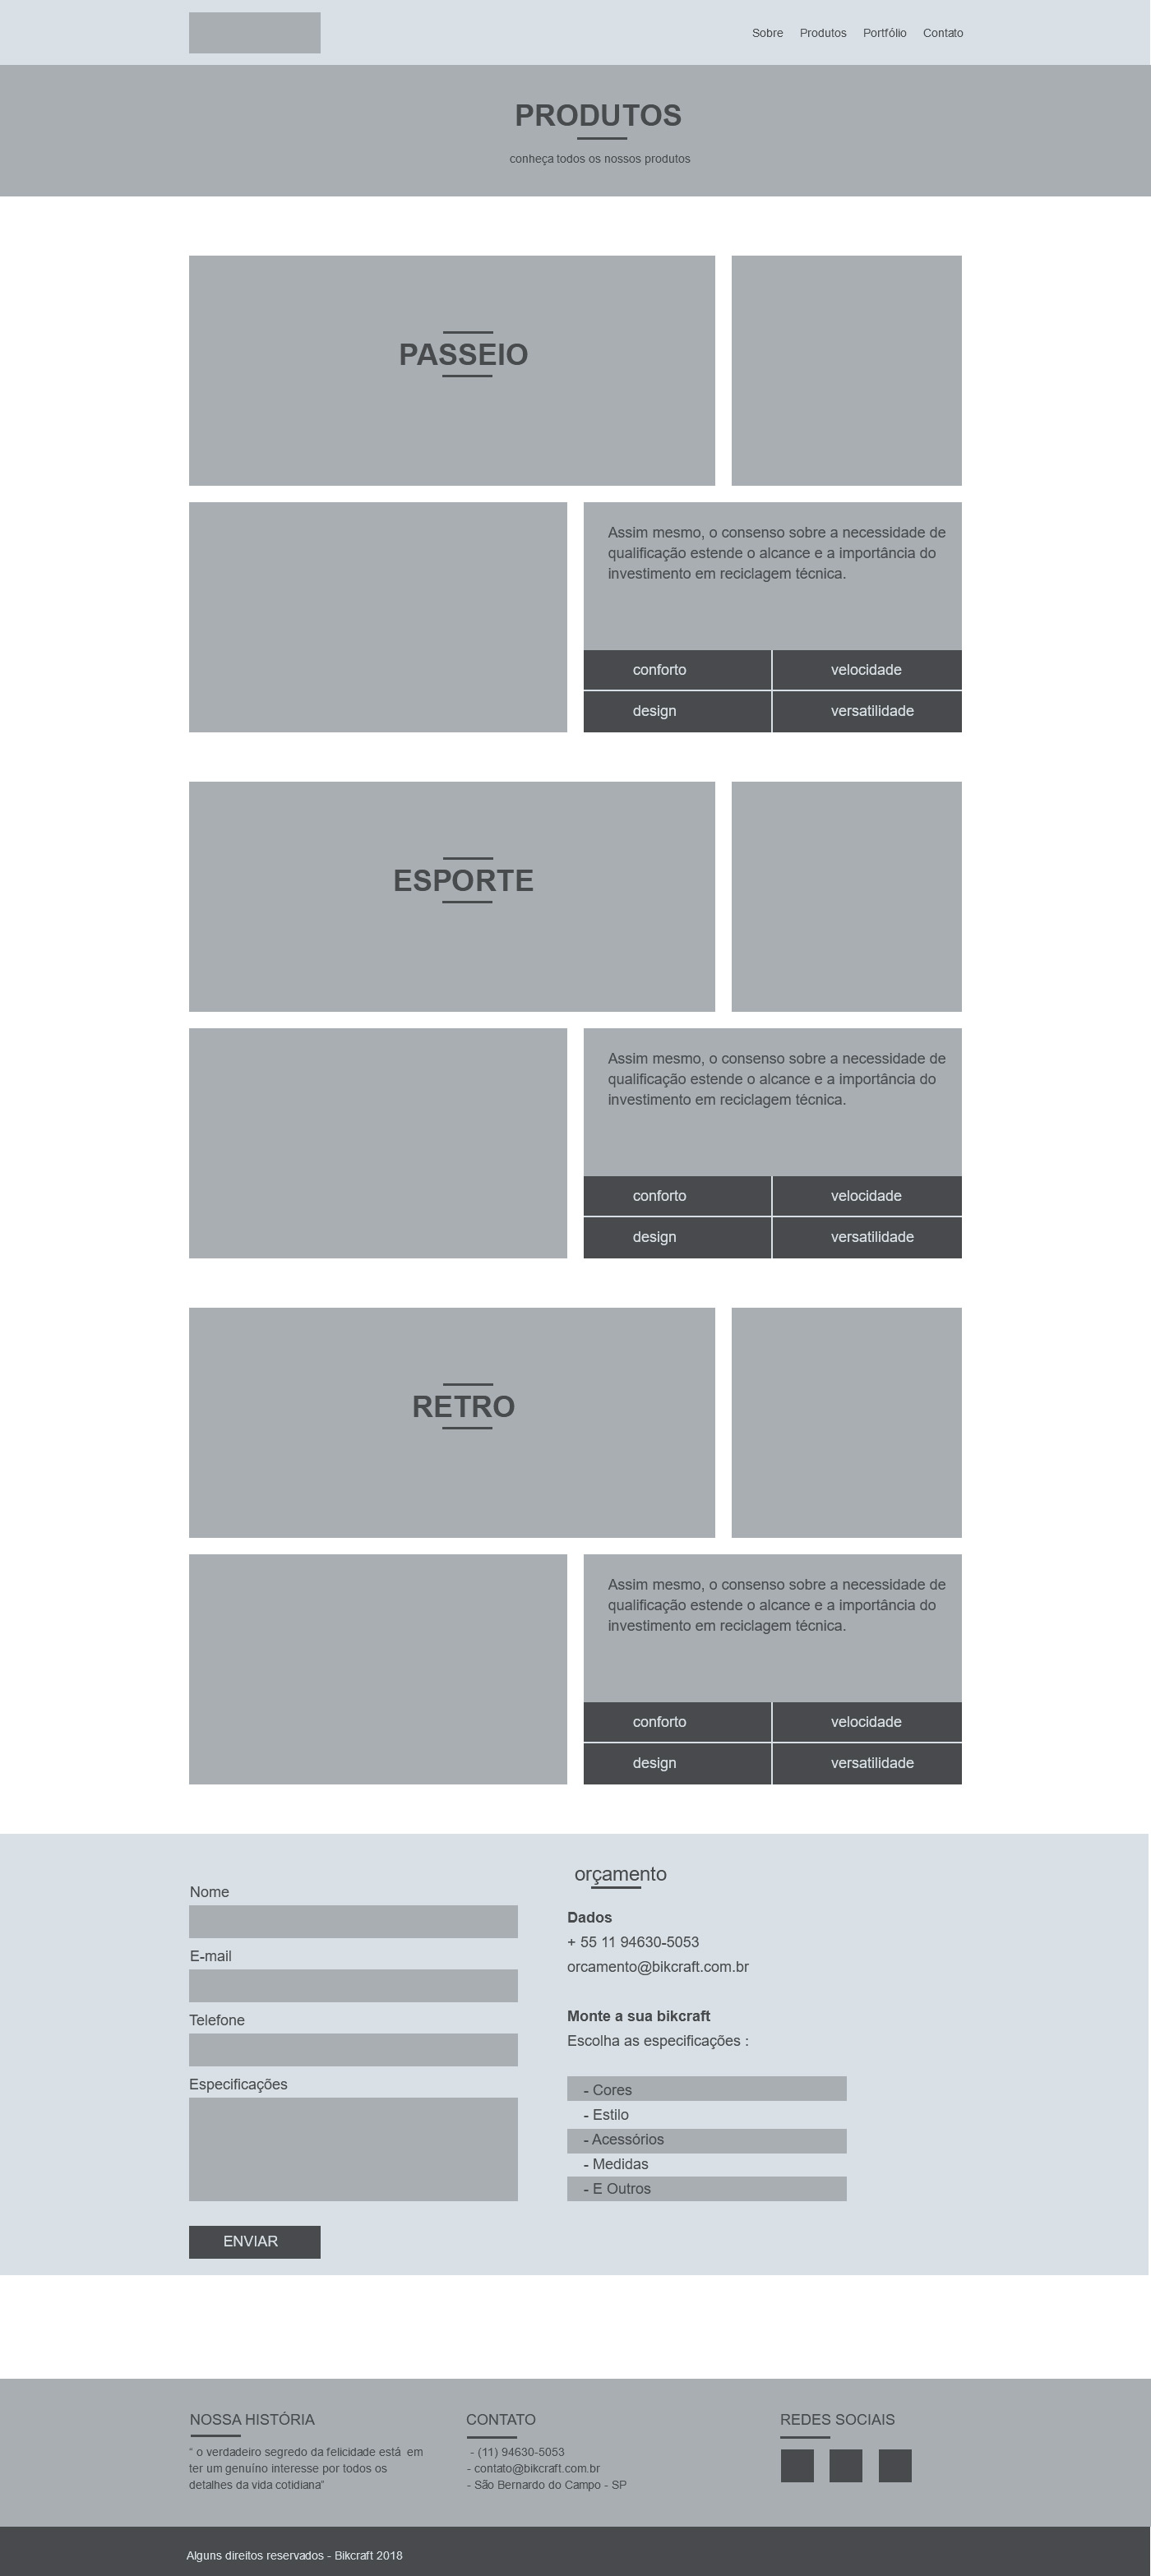 Sobre Produtos Portfólio Contato
PRODUTOS
conheça todos os nossos produtos
PASSEIO
Assim mesmo, o consenso sobre a necessidade de
qualificação estende o alcance e a importância do
investimento em reciclagem técnica.
conforto velocidade
design versatilidade
ESPORTE
Assim mesmo, o consenso sobre a necessidade de
qualificação estende o alcance e a importância do
investimento em reciclagem técnica.
conforto velocidade
design versatilidade
RETRO
Assim mesmo, o consenso sobre a necessidade de
qualificação estende o alcance e a importância do
investimento em reciclagem técnica.
conforto velocidade
design versatilidade
Nome
E-mail
Telefone
Especificações
ENVIAR
orçamento
Dados
+ 55 11 94630-5053
orcamento@bikcraft.com.br
Monte a sua bikcraft
Escolha as especificações :
- Cores
- Estilo
- Acessórios
- Medidas
- E Outros
NOSSA HISTÓRIA
“ o verdadeiro segredo da felicidade está em
ter um genuíno interesse por todos os
detalhes da vida cotidiana”
CONTATO
- (11) 94630-5053
- contato@bikcraft.com.br
- São Bernardo do Campo - SP
REDES SOCIAIS
Alguns direitos reservados - Bikcraft 2018